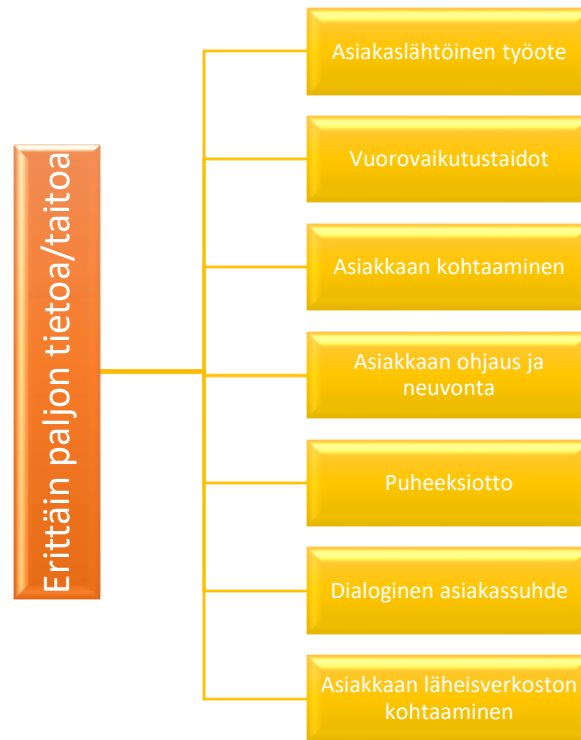 Erittäin paljon tietoa/taitoa
Asiakaslähtöinen työote
Vuorovaikutustaidot
Asiakkaan kohtaaminen
Asiakkaan ohjaus ja
neuvonta
Puheeksiotto
Dialoginen asiakassuhde
Asiakkaan läheisverkoston
kohtaaminen